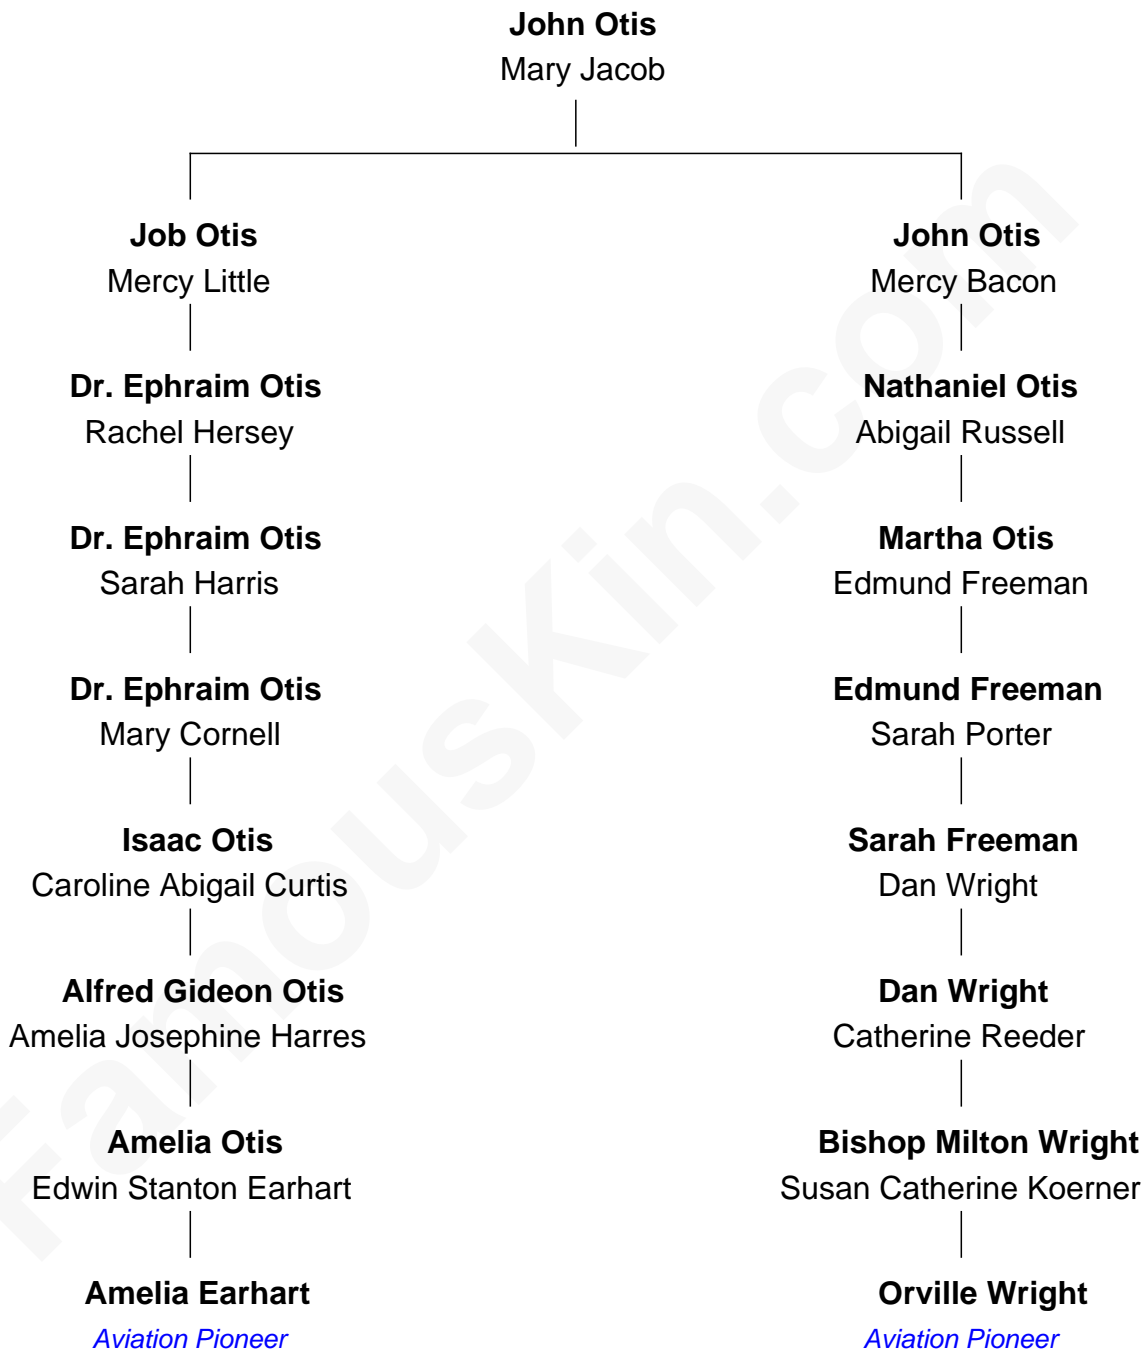 John Otis
Mary Jacob
Job Otis
Mercy Little
John Otis
Mercy Bacon
Dr. Ephraim Otis
Rachel Hersey
Nathaniel Otis
Abigail Russell
Dr. Ephraim Otis
Sarah Harris
Martha Otis
Edmund Freeman
Dr. Ephraim Otis
Mary Cornell
Edmund Freeman
Sarah Porter
Isaac Otis
Caroline Abigail Curtis
Sarah Freeman
Dan Wright
Alfred Gideon Otis
Amelia Josephine Harres
Dan Wright
Catherine Reeder
Amelia Otis
Edwin Stanton Earhart
Bishop Milton Wright
Susan Catherine Koerner
Amelia Earhart
Aviation Pioneer
Orville Wright
Aviation Pioneer
FamousKin.com